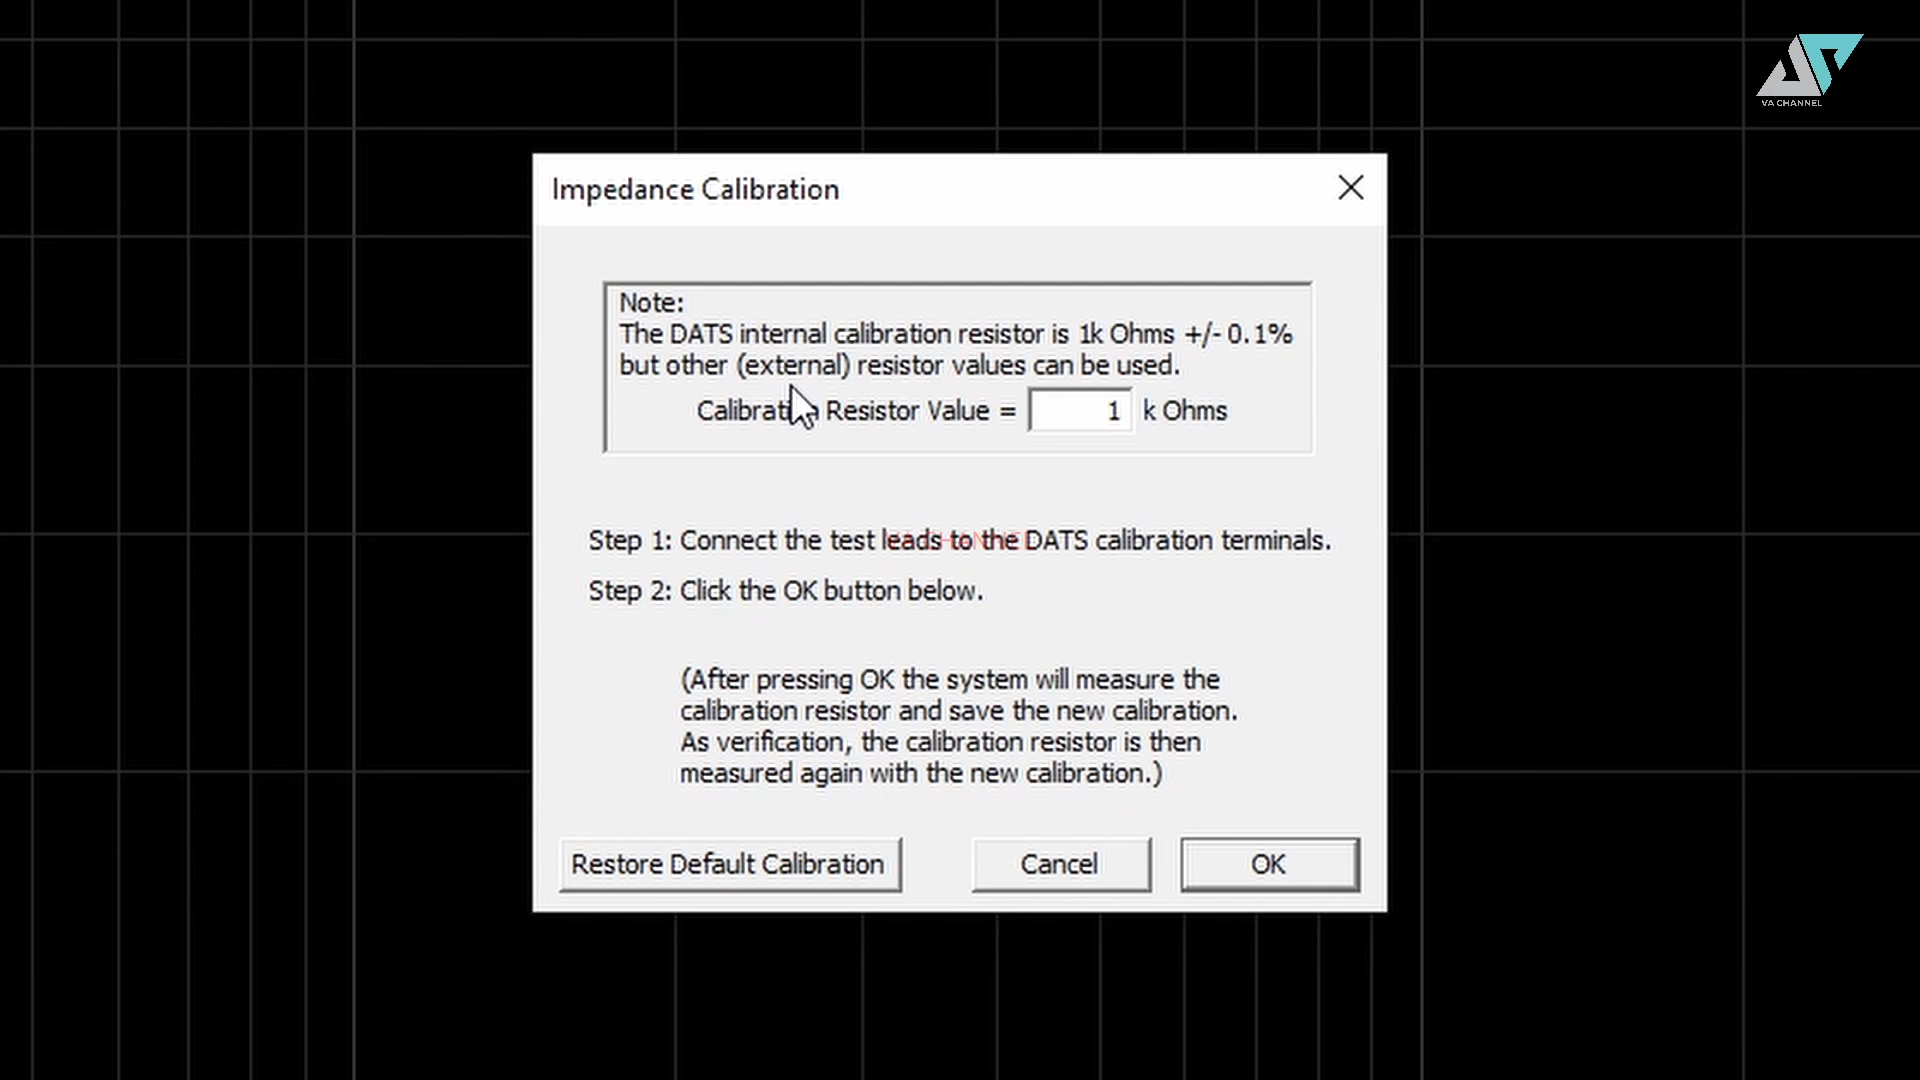 VA CHANNEL
Impedance Calibration
Note:
The DATS internal calibration resistor is 1k Ohms +/- 0.1%
but other (external) resistor values can be used.
Calibration Resistor Value = 1 k Ohms
Step 1: Connect the test leads to the DATS calibration terminals.
VA CHANNEL
Step 2: Click the OK button below.
(After pressing OK the system will measure the
calibration resistor and save the new calibration.
As verification, the calibration resistor is then
measured again with the new calibration.)
Restore Default Calibration
Cancel
OK